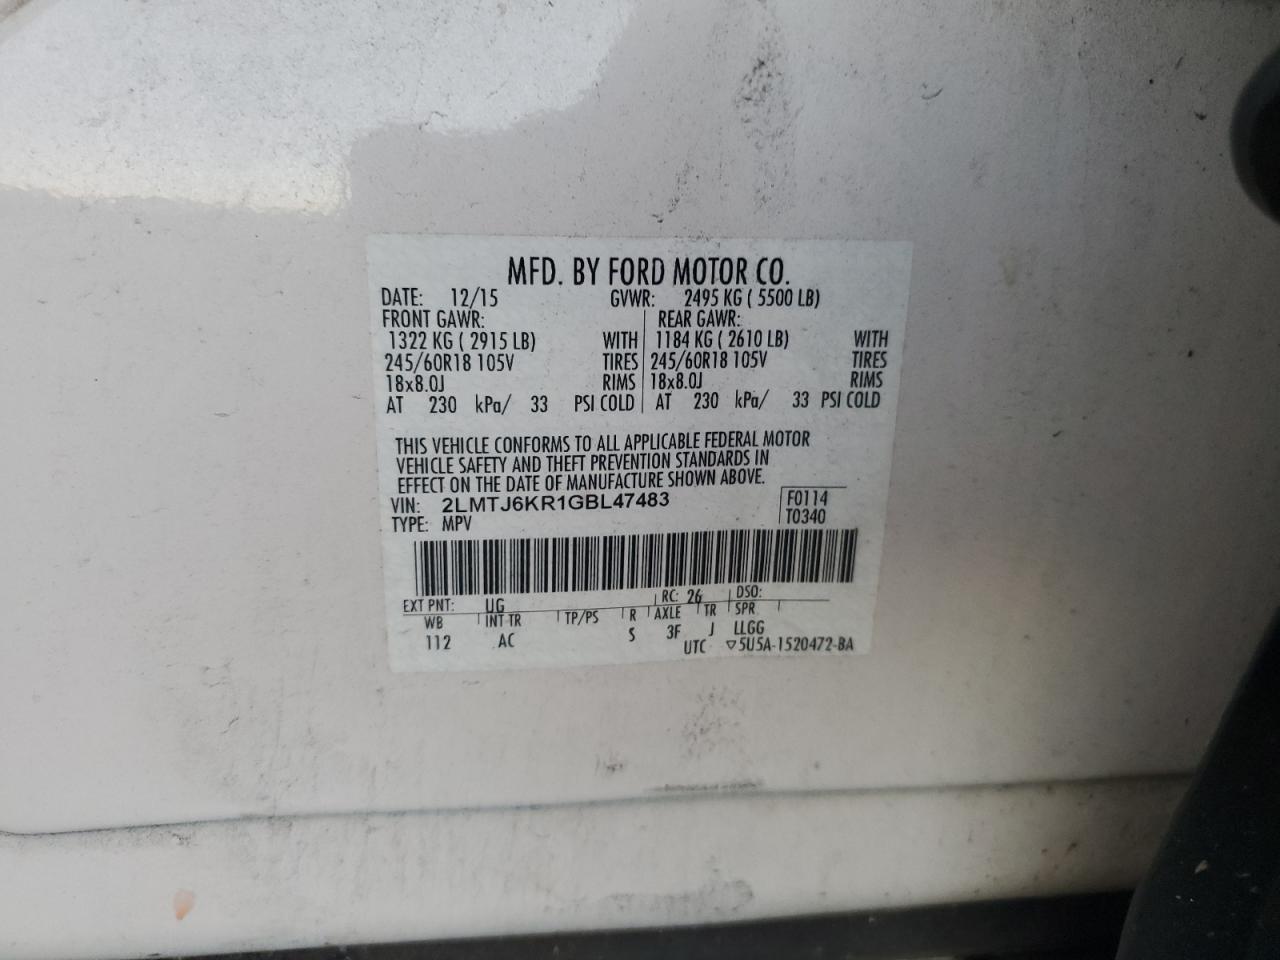 MFD. BY FORD MOTOR CO.
DATE: 12/15 GVWR: 2495 KG ( 5500 LB)
FRONT GAWR: REAR GAWR:
1322 KG ( 2915 LB) WITH 1184 KG ( 2610 LB) WITH
245/60R18 105V TIRES 245/60R18 105V TIRES
18x8.0J RIMS 18x8.0J RIMS
AT 230 kPa/ 33 PSI COLD AT 230 kPa/ 33 PSI COLD
THIS VEHICLE CONFORMS TO ALL APPLICABLE FEDERAL MOTOR
VEHICLE SAFETY AND THEFT PREVENTION STANDARDS IN
EFFECT ON THE DATE OF MANUFACTURE SHOWN ABOVE.
VIN: 2LMTJ6KR1GBL47483 F0114
TYPE: MPV T0340
EXT PNT: UG RC: 26 DSO:
WB INT TR TP/PS R AXLE TR SPR
112 AC S 3F J LLGG
UTC ▽5U5A-1520472-BA